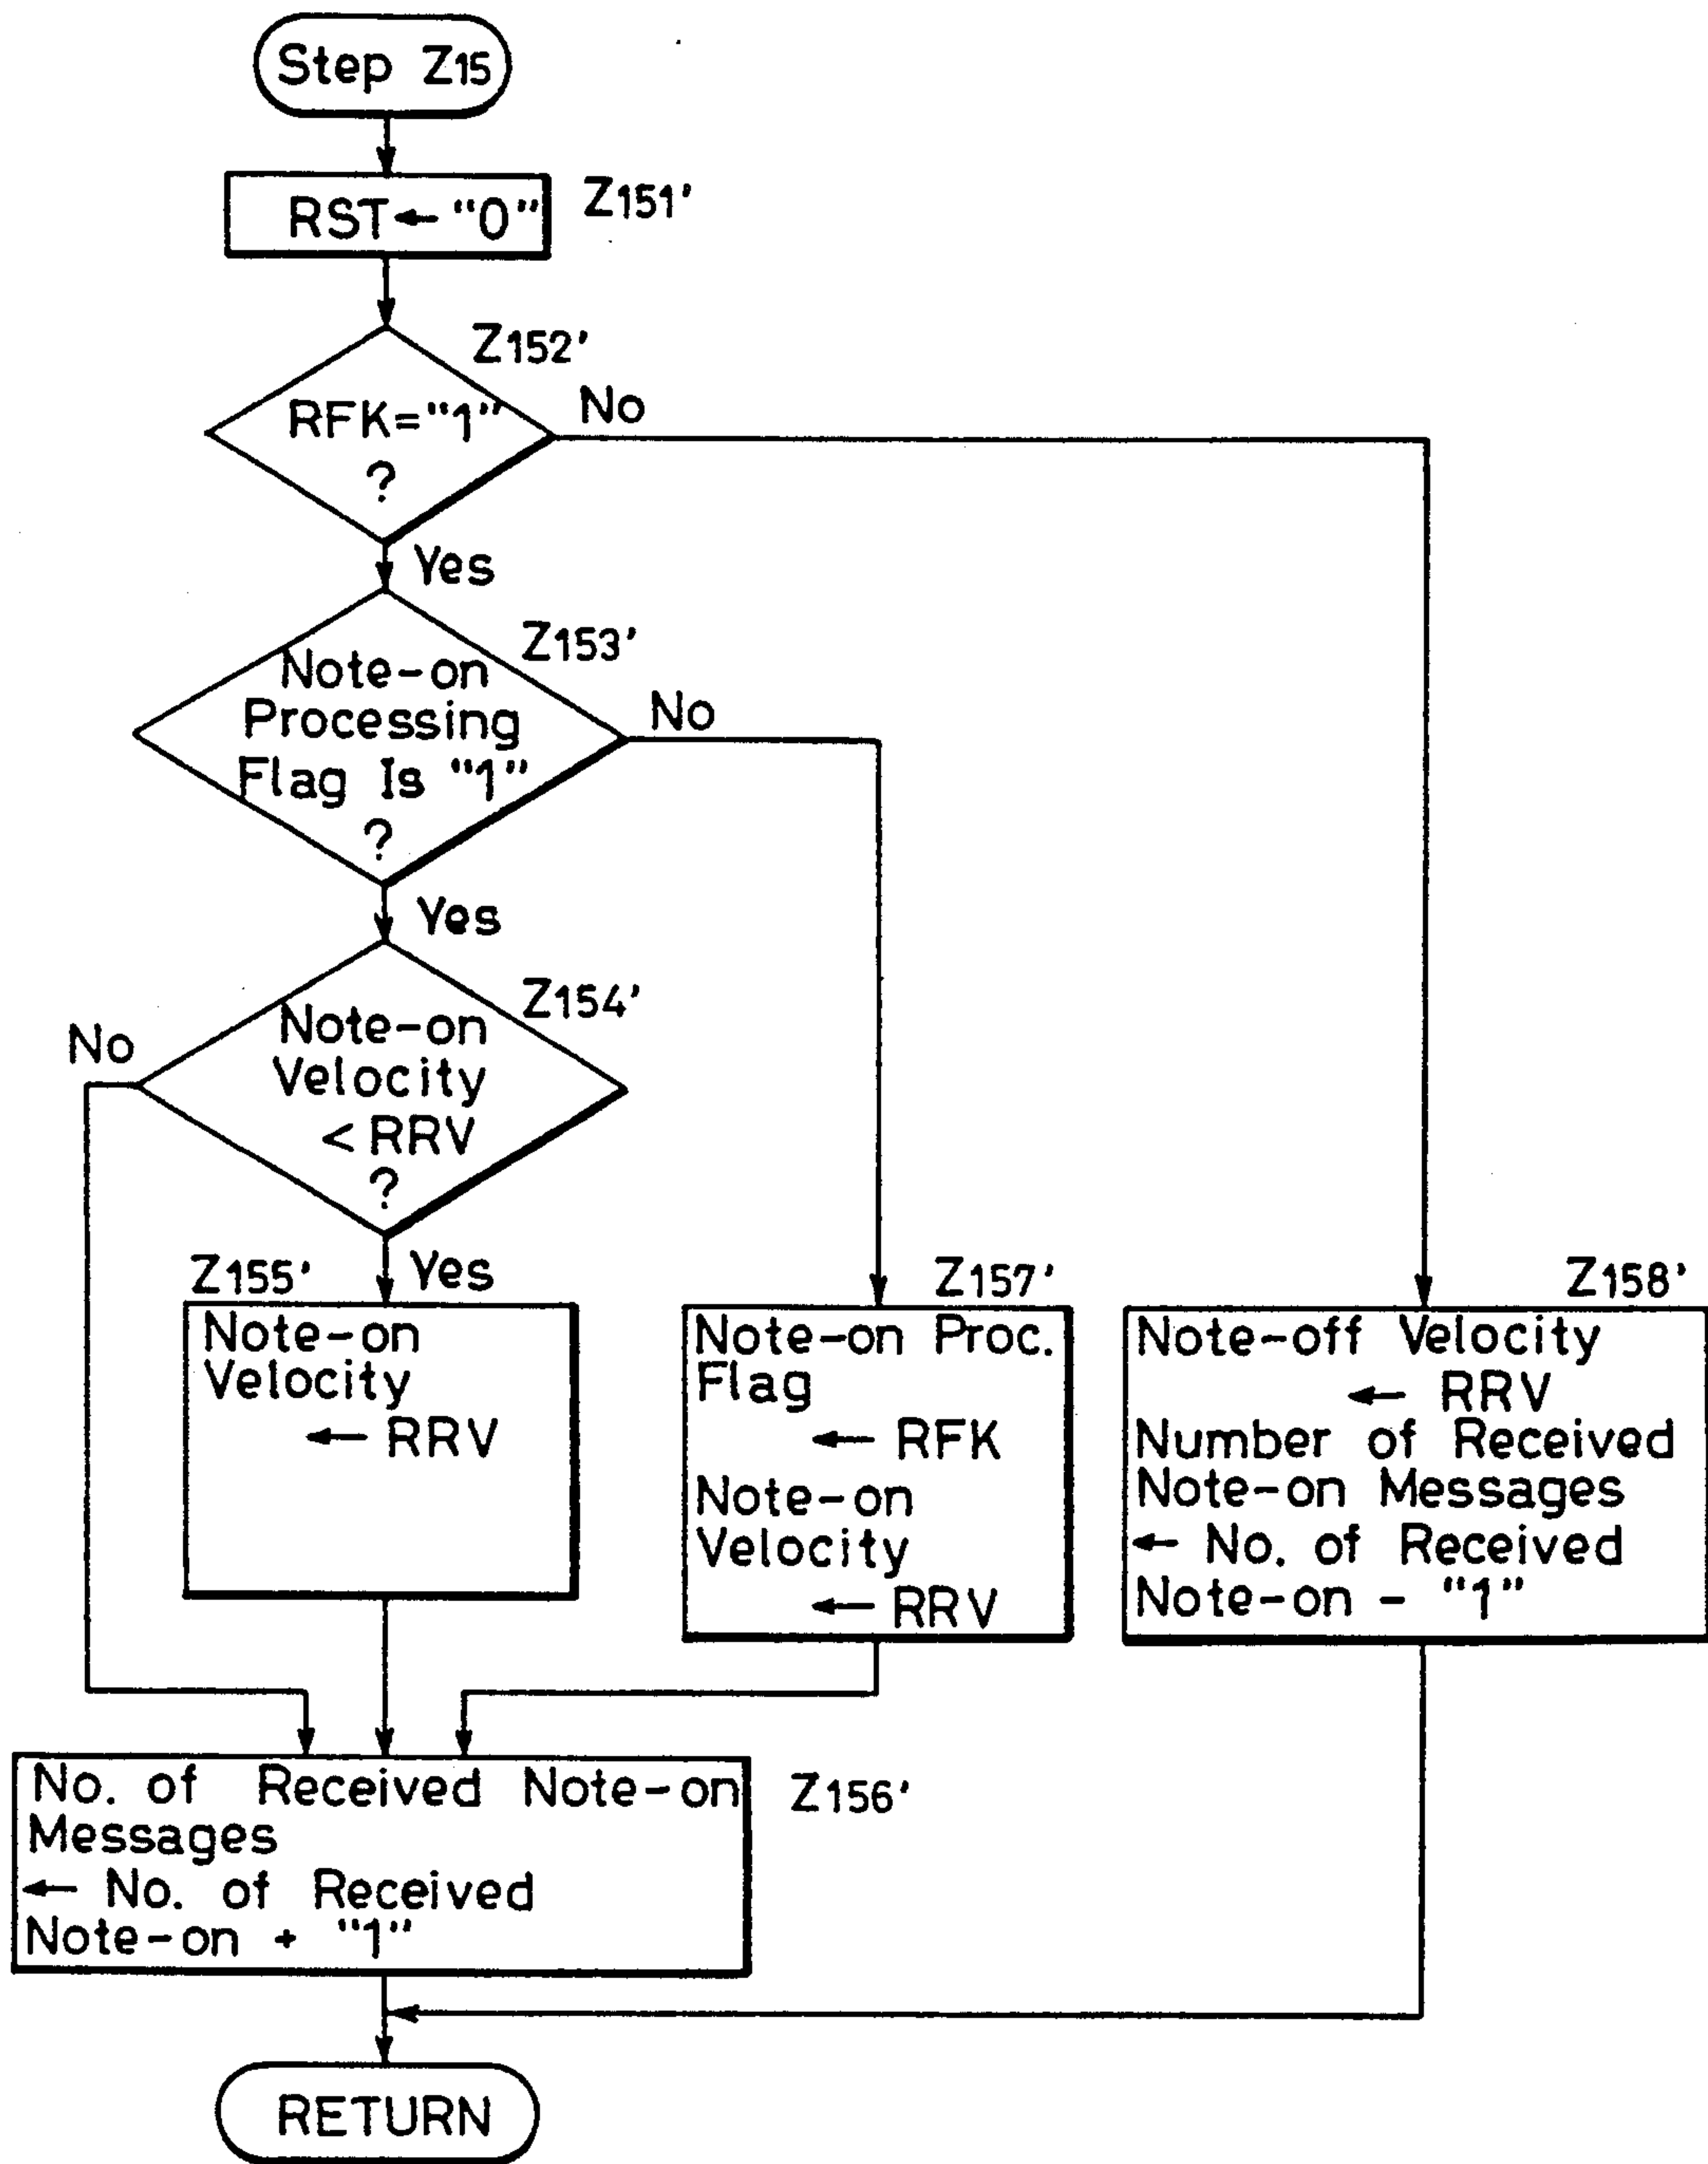 Step Z15
RST ← "0"
Z151'
Z152'
RFK="1"
?
No
Yes
Z153'
Note-on
Processing
Flag Is "1"
?
No
Yes
Z154'
Note-on
Velocity
< RRV
?
No
Yes
Z155'
Note-on
Velocity
← RRV
Z157'
Note-on Proc.
Flag
← RFK
Note-on
Velocity
← RRV
Z158'
Note-off Velocity
← RRV
Number of Received
Note-on Messages
← No. of Received
Note-on - "1"
No. of Received Note-on
Messages
← No. of Received
Note-on + "1"
Z156'
RETURN